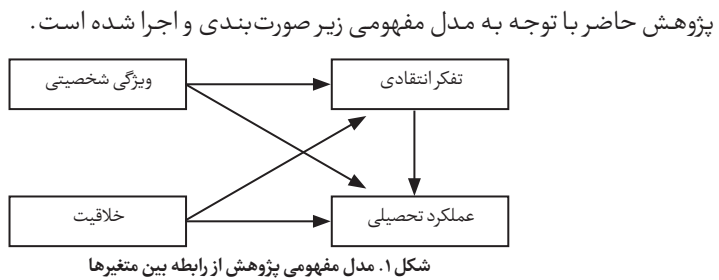 پژوهش حاضر با توجه به مدل مفهومی زیر صورت‌بندی و اجرا شده است.
ویژگی شخصیتی
تفکر انتقادی
خلاقیت
عملکرد تحصیلی
شکل ۱. مدل مفهومی پژوهش از رابطه بین متغیرها